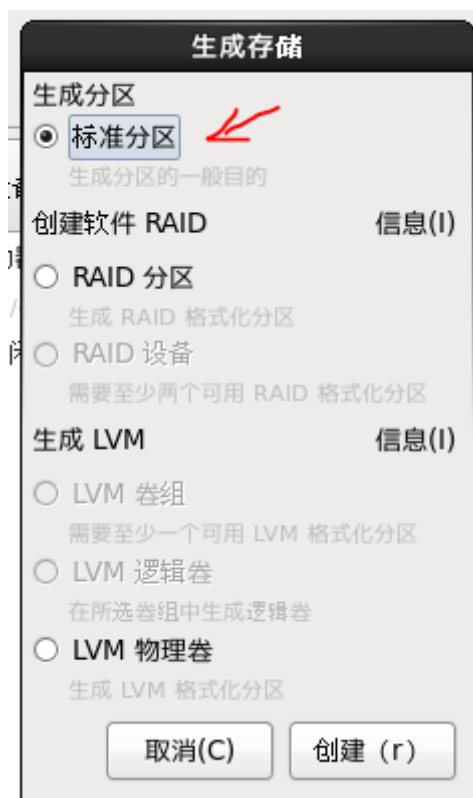 生成存储
生成分区
标准分区
生成分区的一般目的
创建软件 RAID 信息(I)
RAID 分区
生成 RAID 格式化分区
RAID 设备
需要至少两个可用 RAID 格式化分区
生成 LVM 信息(I)
LVM 卷组
需要至少一个可用 LVM 格式化分区
LVM 逻辑卷
在所选卷组中生成逻辑卷
LVM 物理卷
生成 LVM 格式化分区
取消(C) 创建（r）